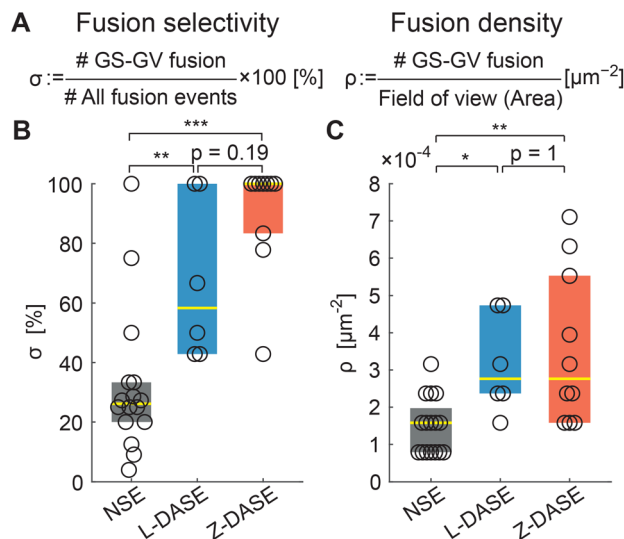 A Fusion selectivity Fusion density
σ := # GS-GV fusion / # All fusion events ×100 [%]
ρ := # GS-GV fusion / Field of view (Area) [μm⁻²]
B
***
** p = 0.19
100
80
60
40
20
0
σ [%]
NSE L-DASE Z-DASE
C
**
×10⁻⁴ * p = 1
8
7
6
5
4
3
2
1
0
ρ [μm⁻²]
NSE L-DASE Z-DASE